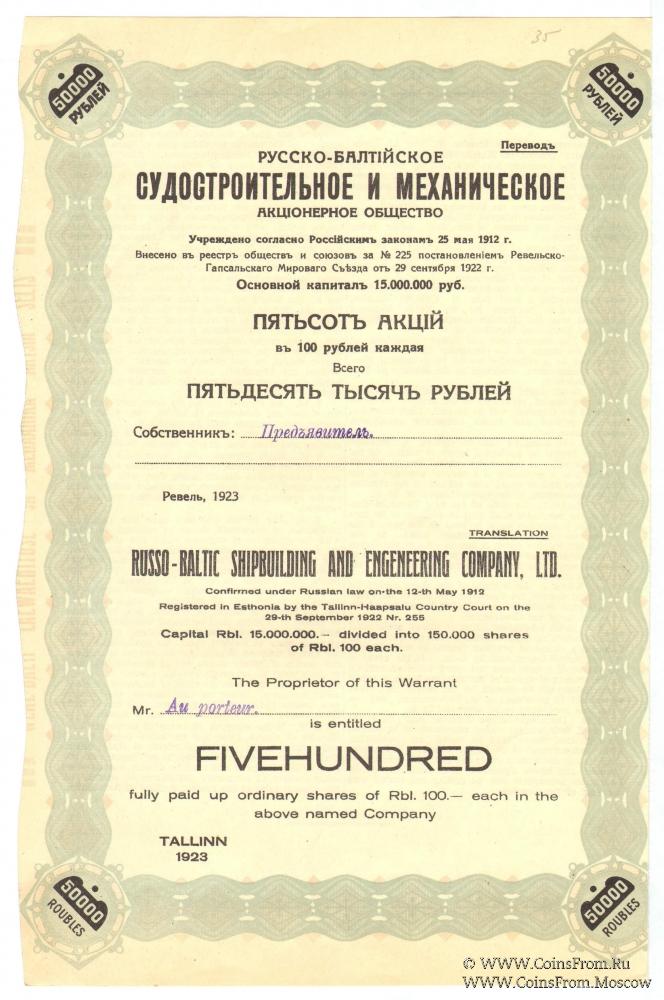 35
50000 РУБЛЕЙ
50000 РУБЛЕЙ
Переводъ
РУССКО-БАЛТІЙСКОЕ
СУДОСТРОИТЕЛЬНОЕ И МЕХАНИЧЕСКОЕ
АКЦІОНЕРНОЕ ОБЩЕСТВО
Учреждено согласно Россійскимъ законамъ 25 мая 1912 г.
Внесено въ реестръ обществъ и союзовъ за № 225 постановленіемъ Ревельско-
Гапсальскаго Мироваго Съѣзда отъ 29 сентября 1922 г.
Основной капиталъ 15.000.000 руб.
ПЯТЬСОТЪ АКЦІЙ
въ 100 рублей каждая
Всего
ПЯТЬДЕСЯТЬ ТЫСЯЧЪ РУБЛЕЙ
Собственникъ: Предъявитель.
Ревель, 1923
TRANSLATION
RUSSO-BALTIC SHIPBUILDING AND ENGENEERING COMPANY, LTD.
Confirmed under Russian law on the 12-th May 1912
Registered in Esthonia by the Tallinn-Haapsalu Country Court on the
29-th September 1922 Nr. 255
Capital Rbl. 15.000.000.— divided into 150.000 shares
of Rbl. 100 each.
The Proprietor of this Warrant
Mr. Au porteur.
is entitled
FIVEHUNDRED
fully paid up ordinary shares of Rbl. 100.— each in the
above named Company
TALLINN
1923
50000 ROUBLES
50000 ROUBLES
© WWW.CoinsFrom.Ru
WWW.CoinsFrom.Moscow